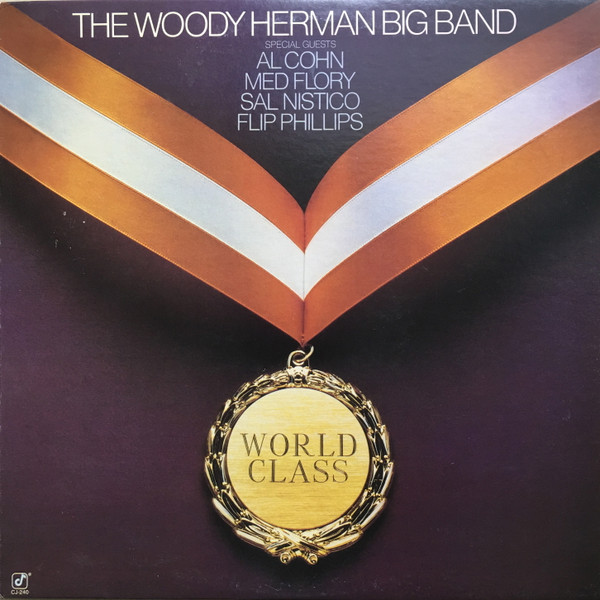 THE WOODY HERMAN BIG BAND
SPECIAL GUESTS
AL COHN
MED FLORY
SAL NISTICO
FLIP PHILLIPS
WORLD
CLASS
CJ-240